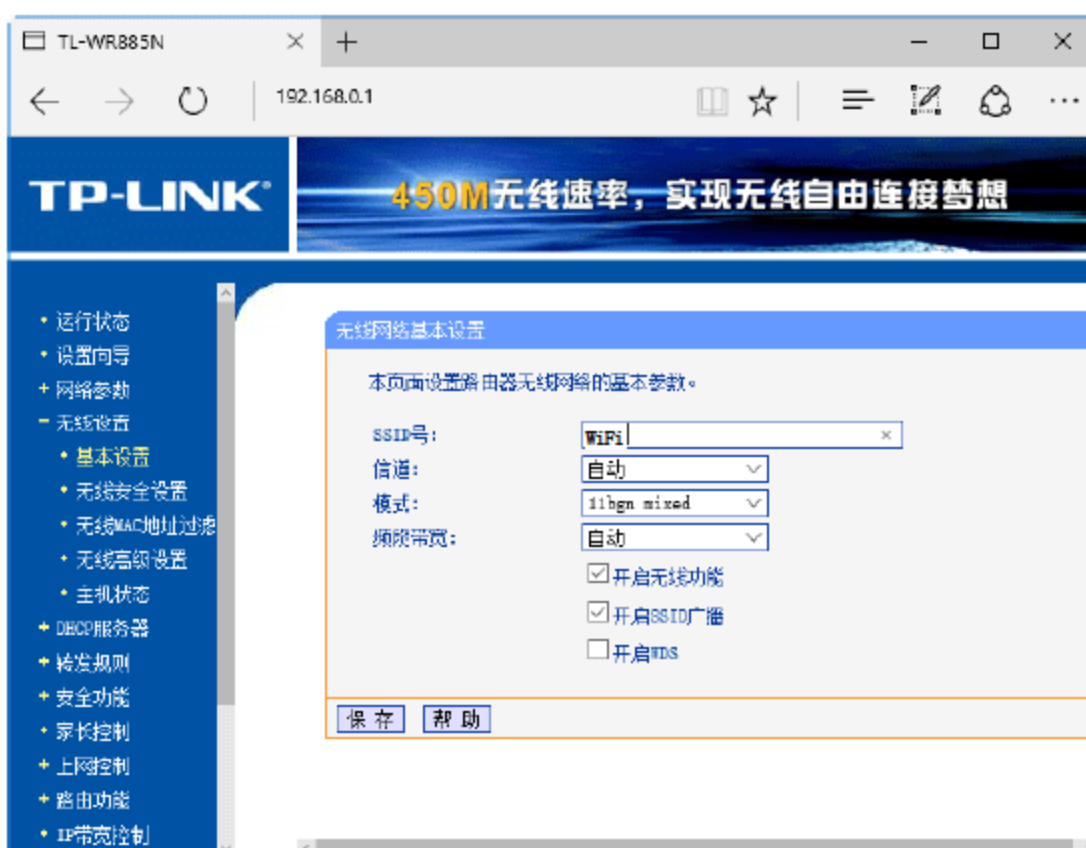 TL-WR885N
192.168.0.1
TP-LINK®
450M无线速率，实现无线自由连接梦想
• 运行状态
• 设置向导
+ 网络参数
- 无线设置
• 基本设置
• 无线安全设置
• 无线MAC地址过滤
• 无线高级设置
• 主机状态
+ DHCP服务器
+ 转发规则
+ 安全功能
• 家长控制
+ 上网控制
+ 路由功能
• IP带宽控制
无线网络基本设置
本页面设置路由器无线网络的基本参数。
SSID号： WiFi
信道： 自动
模式： 11bgn mixed
频段带宽： 自动
开启无线功能
开启SSID广播
开启WDS
保 存 帮 助